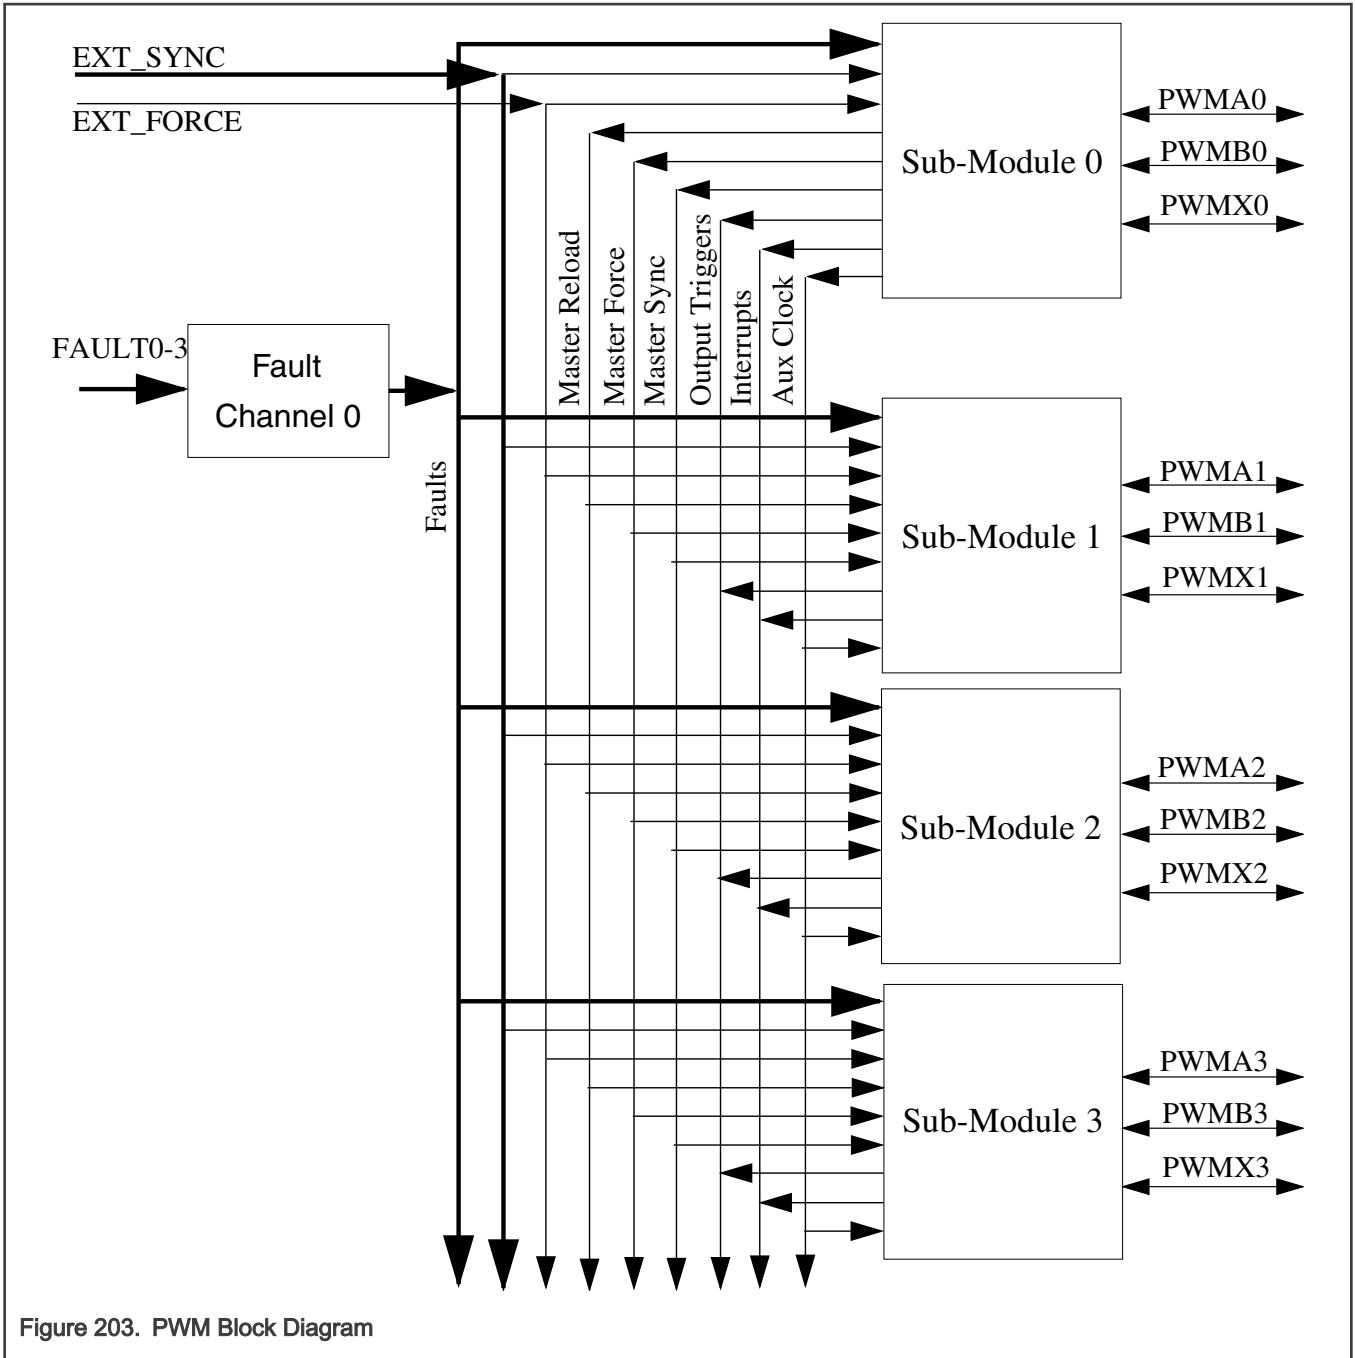 EXT_SYNC
EXT_FORCE
PWMA0
Sub-Module 0
PWMB0
PWMX0
Master Reload
Master Force
Master Sync
Output Triggers
Interrupts
Aux Clock
FAULT0-3
Fault
Channel 0
Faults
PWMA1
Sub-Module 1
PWMB1
PWMX1
PWMA2
Sub-Module 2
PWMB2
PWMX2
PWMA3
Sub-Module 3
PWMB3
PWMX3
Figure 203. PWM Block Diagram